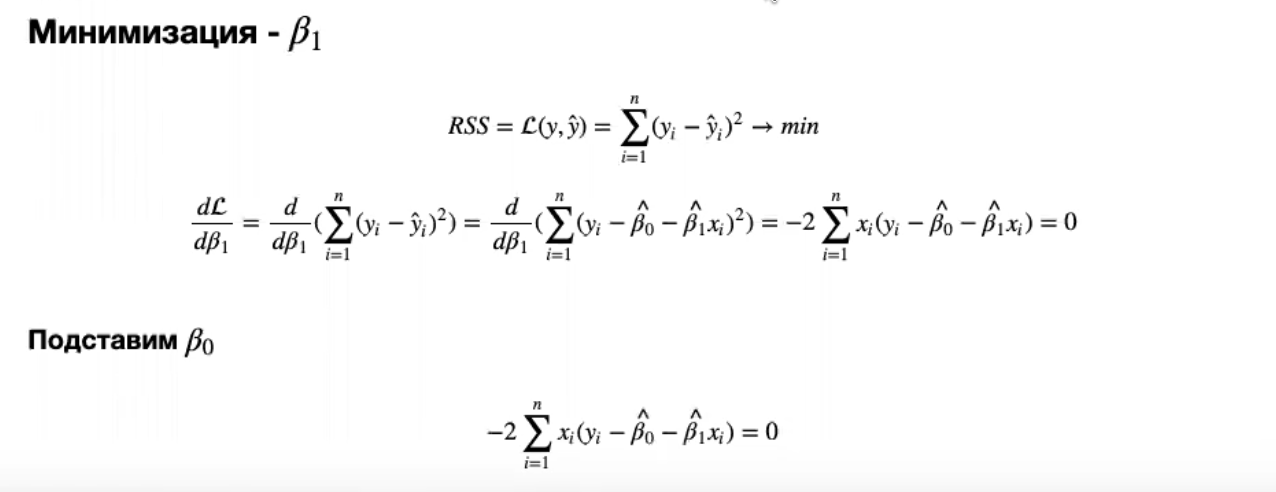 Минимизация - β₁
RSS = ℒ(y, ŷ) = ∑ᵢ₌₁ⁿ (yᵢ − ŷᵢ)² → min
dℒ/dβ₁ = d/dβ₁ (∑ᵢ₌₁ⁿ (yᵢ − ŷᵢ)²) = d/dβ₁ (∑ᵢ₌₁ⁿ (yᵢ − β̂₀ − β̂₁xᵢ)²) = −2 ∑ᵢ₌₁ⁿ xᵢ(yᵢ − β̂₀ − β̂₁xᵢ) = 0
Подставим β₀
−2 ∑ᵢ₌₁ⁿ xᵢ(yᵢ − β̂₀ − β̂₁xᵢ) = 0